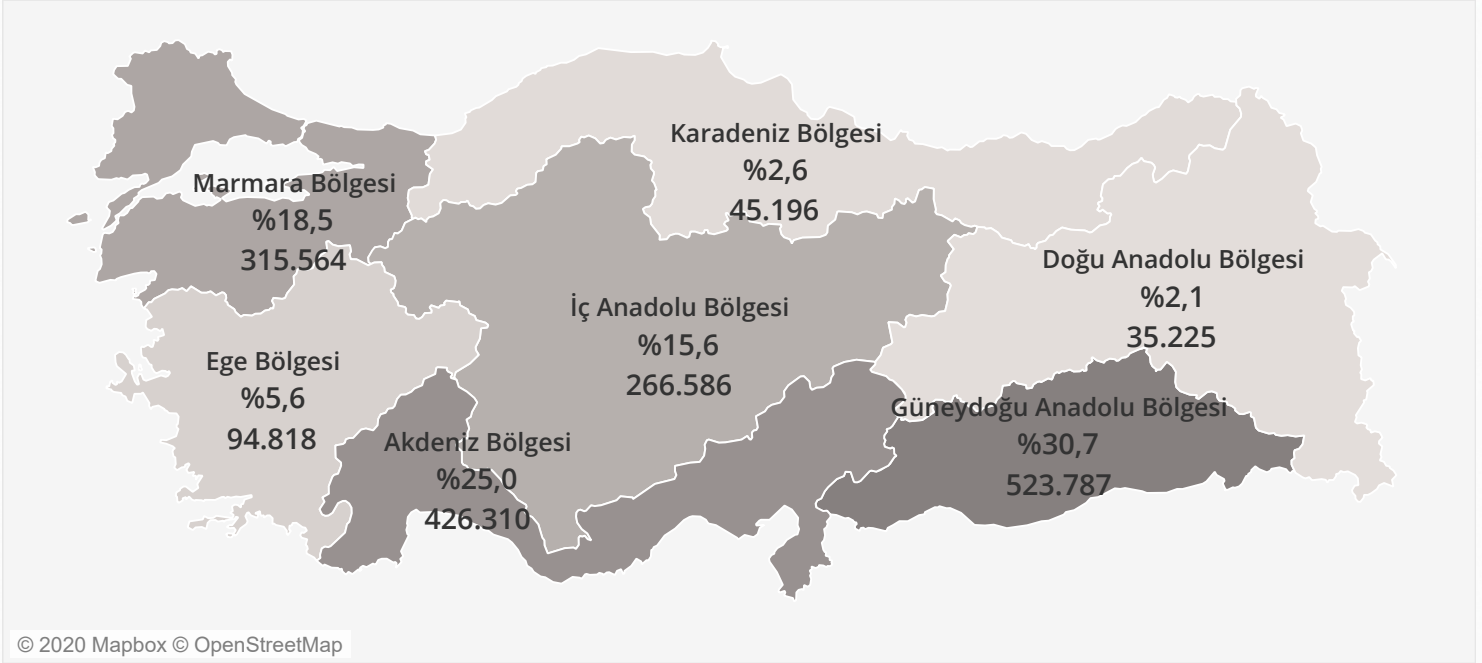 Karadeniz Bölgesi
%2,6
45.196
Marmara Bölgesi
%18,5
315.564
Doğu Anadolu Bölgesi
%2,1
35.225
İç Anadolu Bölgesi
%15,6
266.586
Ege Bölgesi
%5,6
94.818
Güneydoğu Anadolu Bölgesi
%30,7
523.787
Akdeniz Bölgesi
%25,0
426.310
© 2020 Mapbox © OpenStreetMap